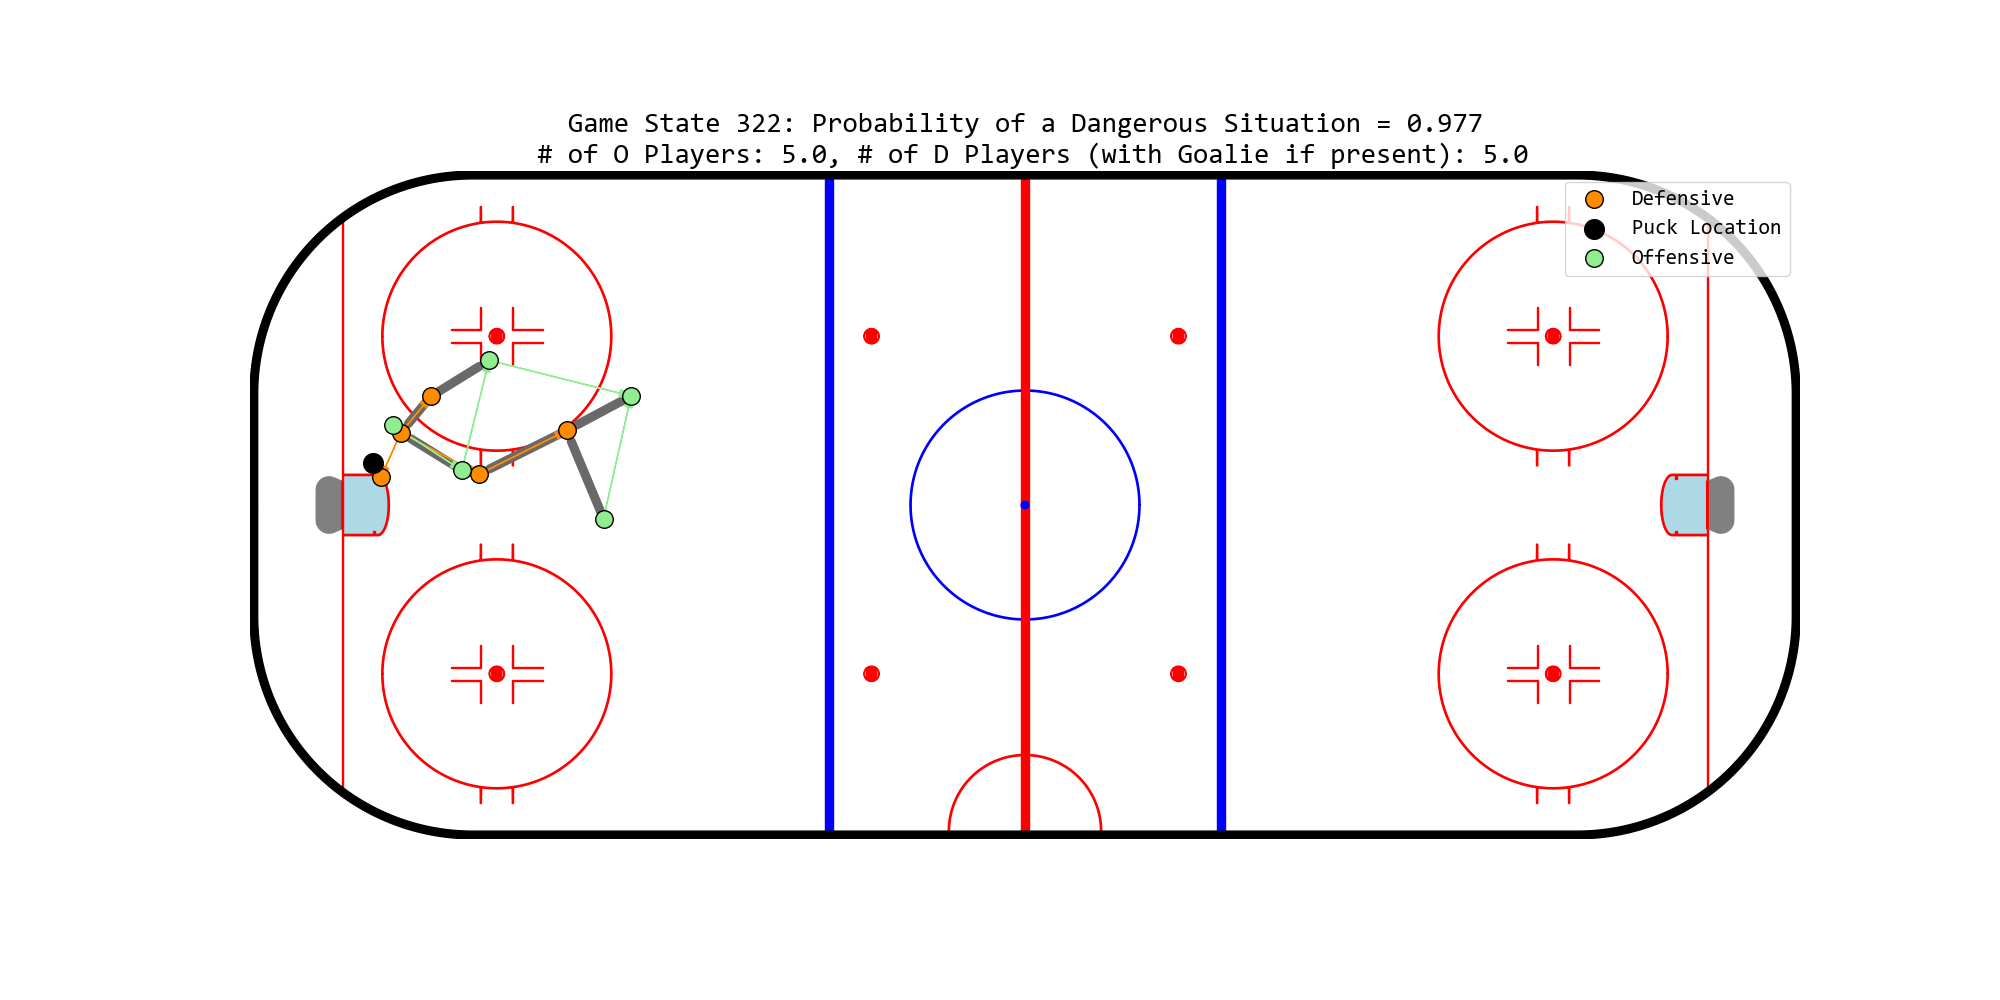 Game State 322: Probability of a Dangerous Situation = 0.977
# of O Players: 5.0, # of D Players (with Goalie if present): 5.0
Defensive
Puck Location
Offensive